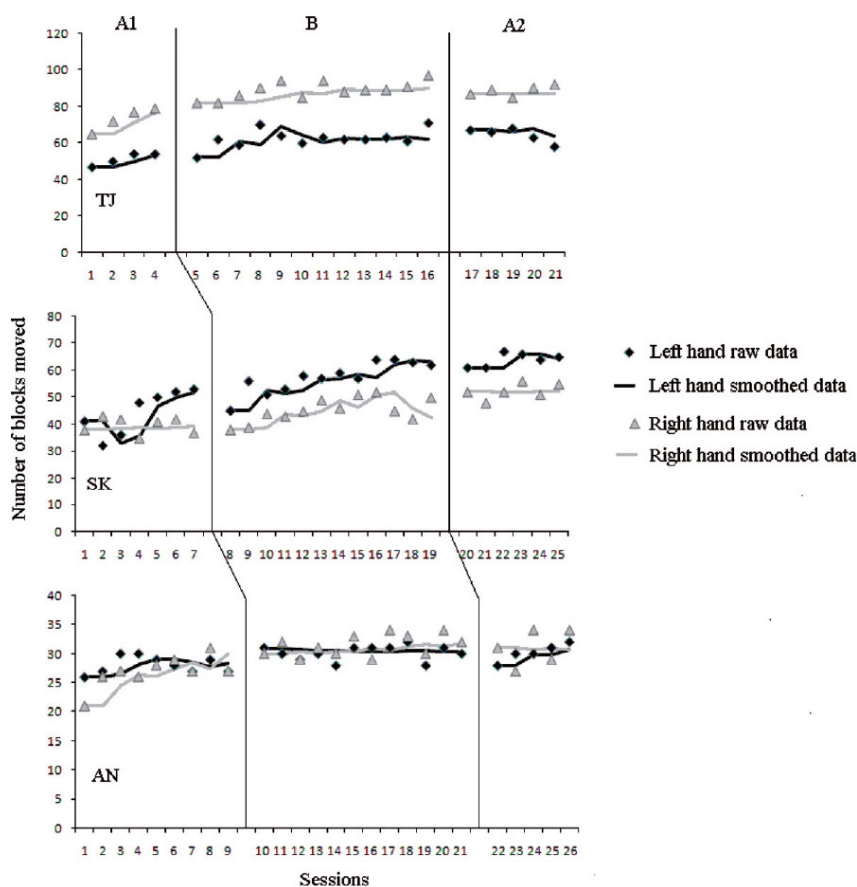 A1 B A2
120
100
80
60
40
20
0
TJ
1 2 3 4 5 6 7 8 9 10 11 12 13 14 15 16 17 18 19 20 21
Number of blocks moved
80
70
60
50
40
30
20
10
0
SK
1 2 3 4 5 6 7 8 9 10 11 12 13 14 15 16 17 18 19 20 21 22 23 24 25
Left hand raw data
Left hand smoothed data
Right hand raw data
Right hand smoothed data
40
35
30
25
20
15
10
5
0
AN
1 2 3 4 5 6 7 8 9 10 11 12 13 14 15 16 17 18 19 20 21 22 23 24 25 26
Sessions